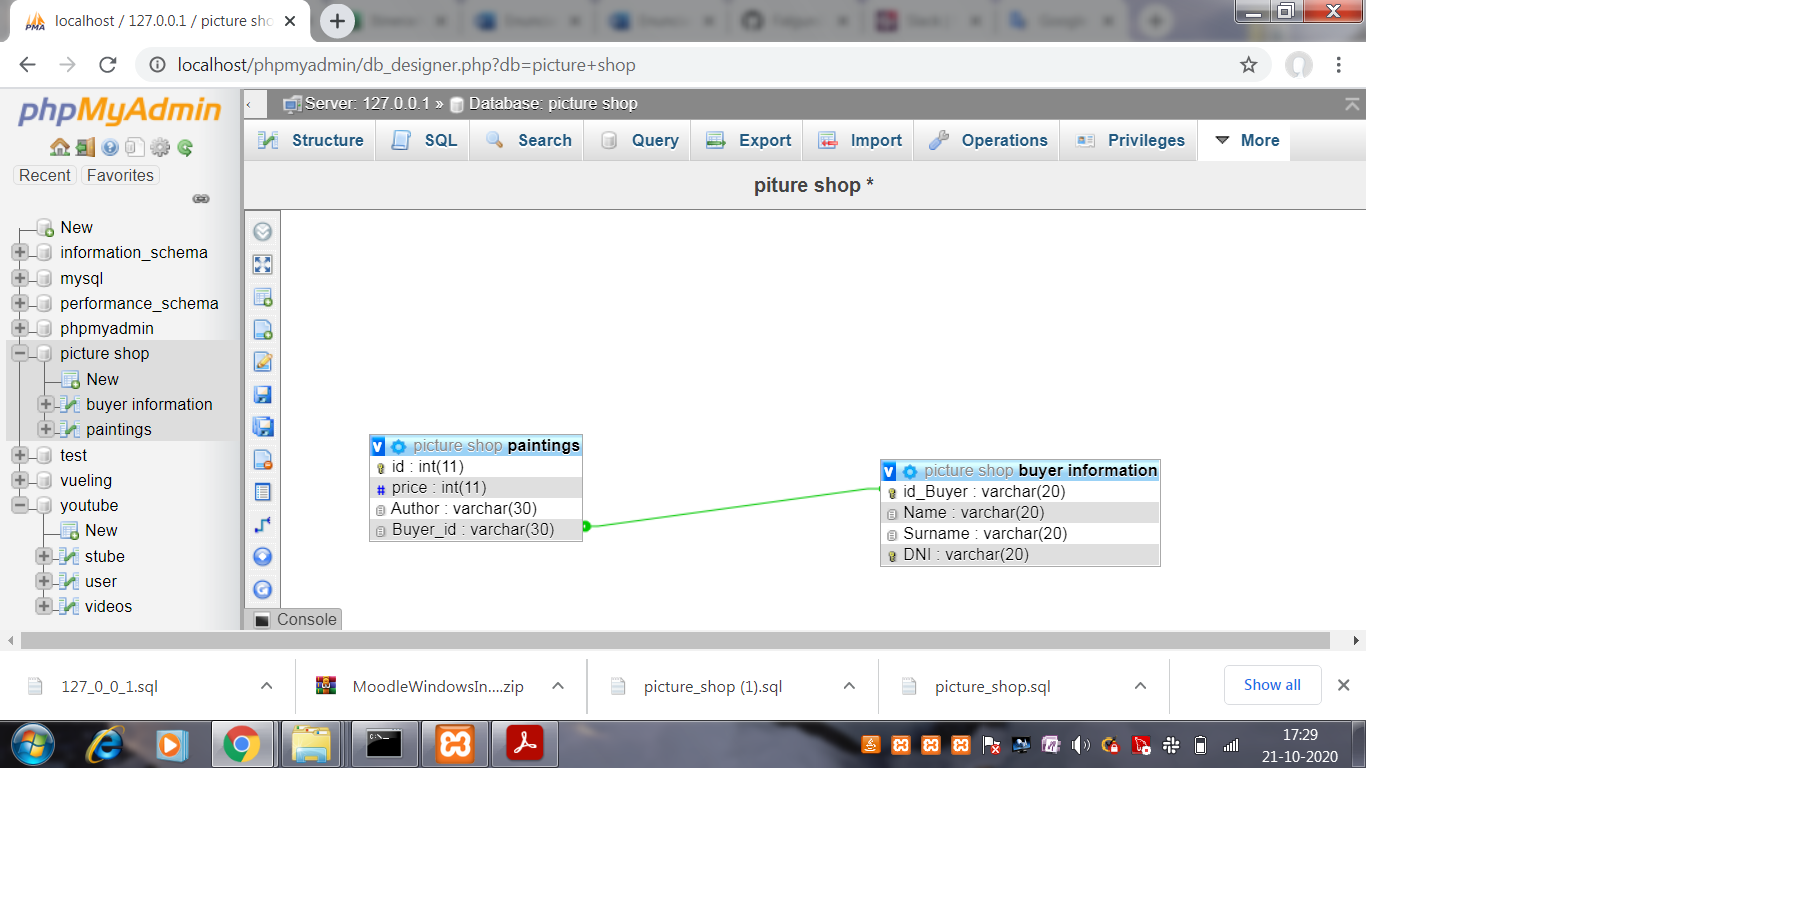 localhost / 127.0.0.1 / picture sho
localhost/phpmyadmin/db_designer.php?db=picture+shop
phpMyAdmin
Recent
Favorites
New
information_schema
mysql
performance_schema
phpmyadmin
picture shop
New
buyer information
paintings
test
vueling
youtube
New
stube
user
videos
Server: 127.0.0.1 » Database: picture shop
Structure
SQL
Search
Query
Export
Import
Operations
Privileges
More
piture shop *
picture shop paintings
id : int(11)
price : int(11)
Author : varchar(30)
Buyer_id : varchar(30)
picture shop buyer information
id_Buyer : varchar(20)
Name : varchar(20)
Surname : varchar(20)
DNI : varchar(20)
Console
127_0_0_1.sql
MoodleWindowsIn....zip
picture_shop (1).sql
picture_shop.sql
Show all
17:29
21-10-2020